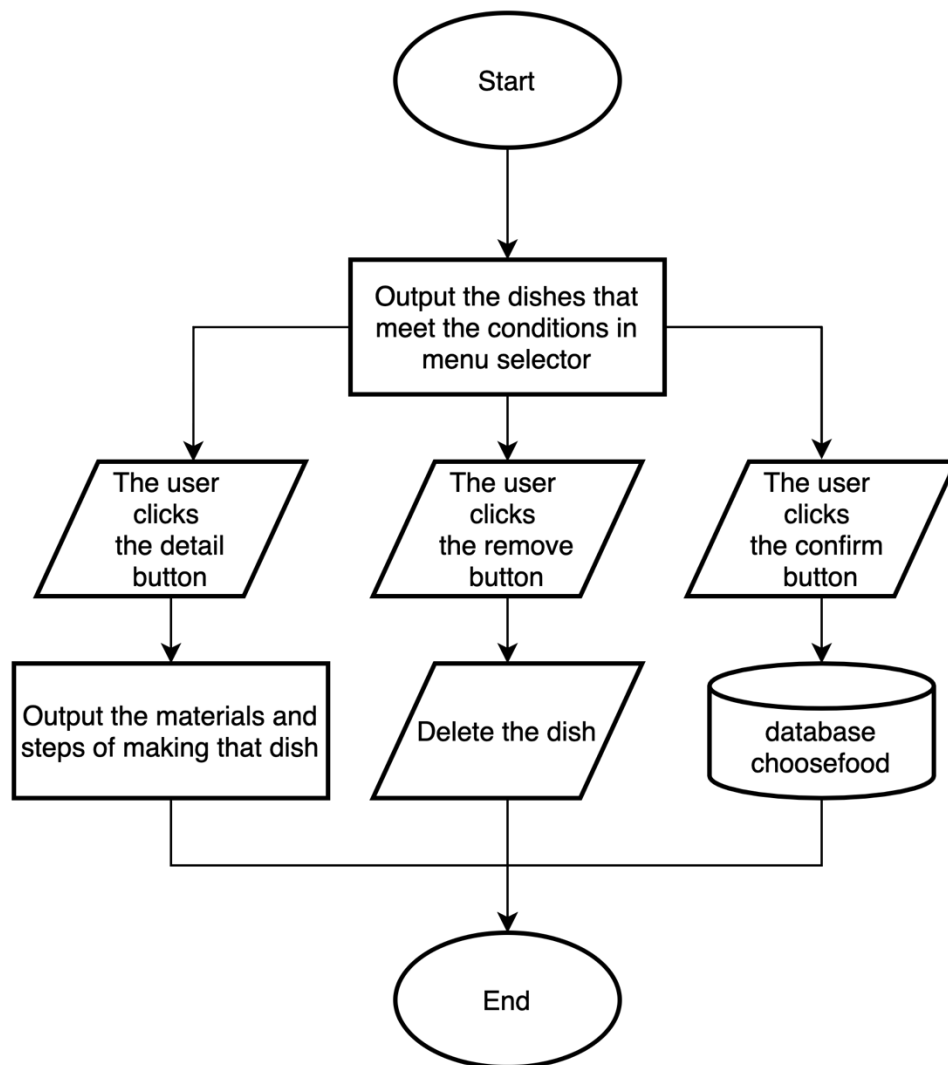 Start
Output the dishes that
meet the conditions in
menu selector
The user
clicks
the detail
button
The user
clicks
the remove
button
The user
clicks
the confirm
button
Output the materials and
steps of making that dish
Delete the dish
database
choosefood
End